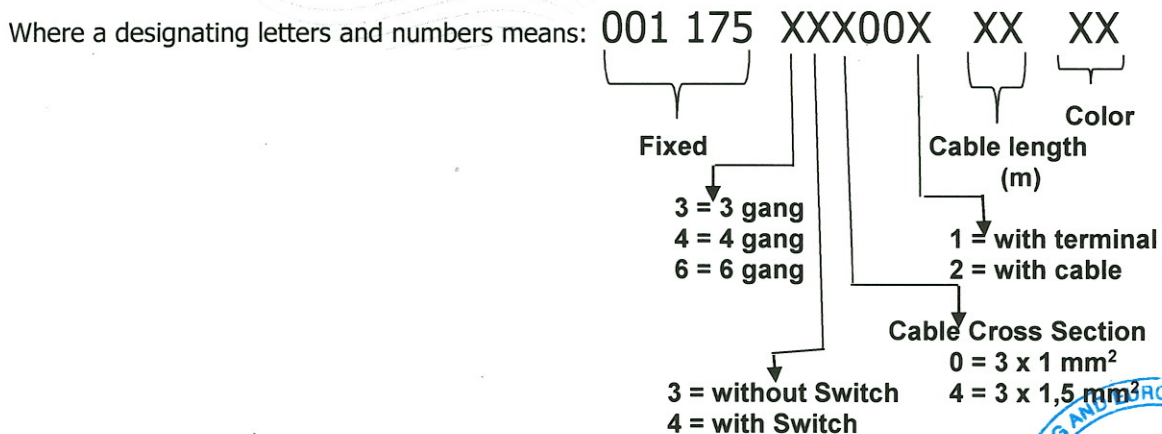 Where a designating letters and numbers means: 001 175 XXX00X XX XX
Color
Fixed
Cable length
(m)
3 = 3 gang
4 = 4 gang
6 = 6 gang
1 = with terminal
2 = with cable
Cable Cross Section
0 = 3 x 1 mm²
4 = 3 x 1,5 mm²
3 = without Switch
4 = with Switch